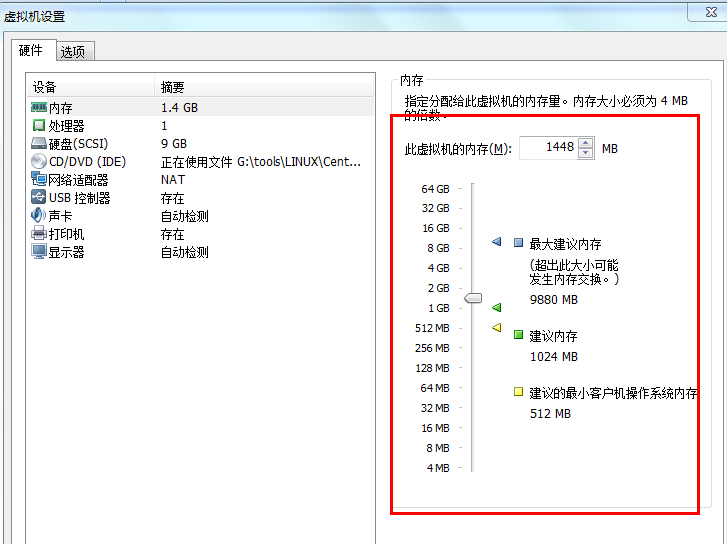 虚拟机设置
硬件 选项
设备 摘要
内存 1.4 GB
处理器 1
硬盘(SCSI) 9 GB
CD/DVD (IDE) 正在使用文件 G:\tools\LINUX\Cent...
网络适配器 NAT
USB 控制器 存在
声卡 自动检测
打印机 存在
显示器 自动检测
内存
指定分配给此虚拟机的内存量。内存大小必须为 4 MB
的倍数。
此虚拟机的内存(M): 1448 MB
64 GB
32 GB
16 GB
8 GB
4 GB
2 GB
1 GB
512 MB
256 MB
128 MB
64 MB
32 MB
16 MB
8 MB
4 MB
最大建议内存
(超出此大小可能
发生内存交换。)
9880 MB
建议内存
1024 MB
建议的最小客户机操作系统内存
512 MB